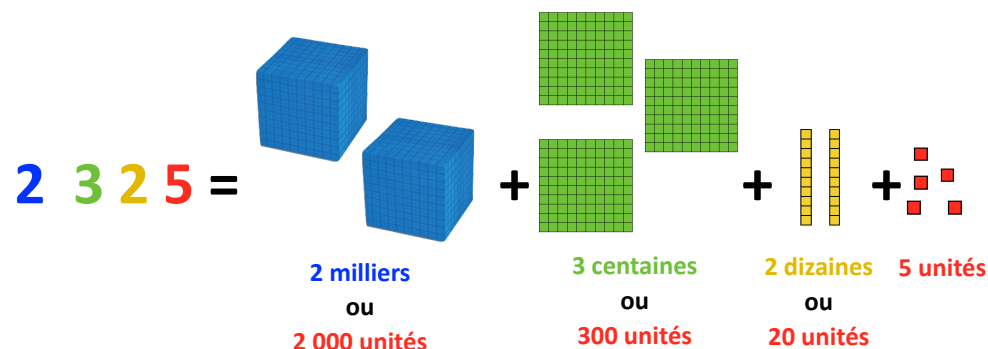 2 3 2 5 = + + +
2 milliers
ou
2 000 unités
3 centaines
ou
300 unités
2 dizaines
ou
20 unités
5 unités